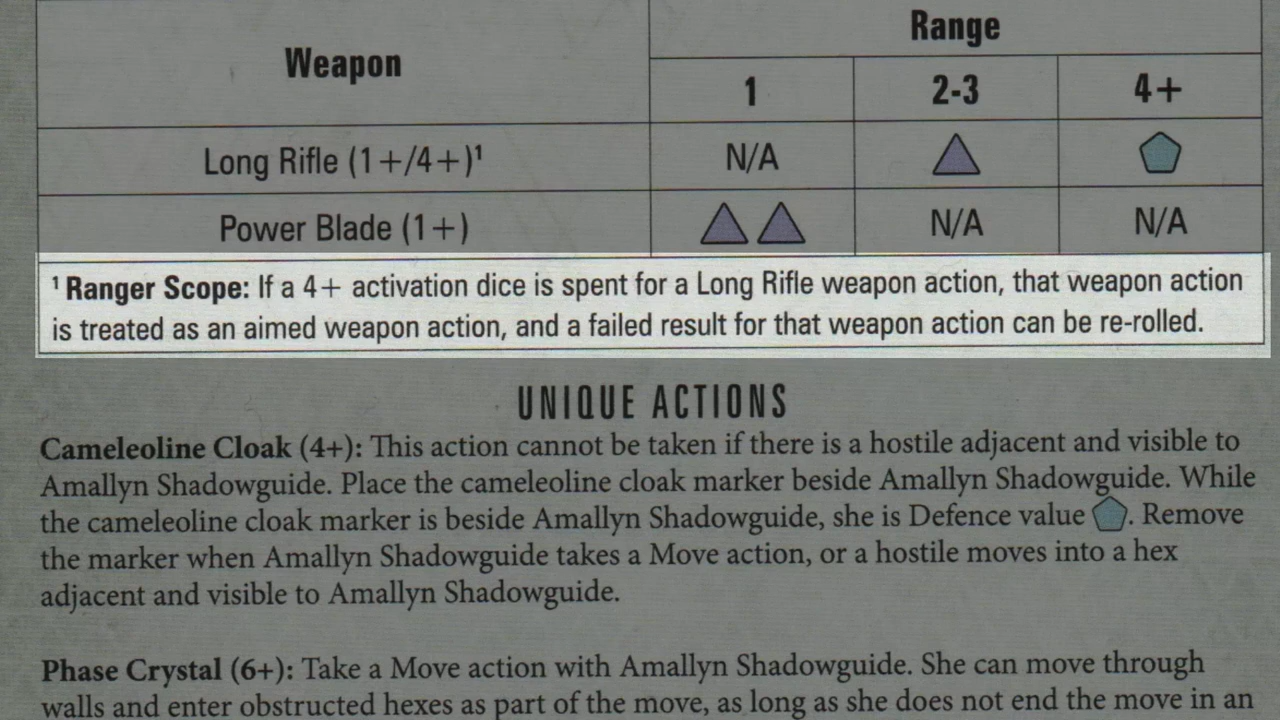 Weapon
Range
1
2-3
4+
Long Rifle (1+/4+)¹
N/A
Power Blade (1+)
N/A
N/A
¹ Ranger Scope: If a 4+ activation dice is spent for a Long Rifle weapon action, that weapon action
is treated as an aimed weapon action, and a failed result for that weapon action can be re-rolled.
UNIQUE ACTIONS
Cameleoline Cloak (4+): This action cannot be taken if there is a hostile adjacent and visible to
Amallyn Shadowguide. Place the cameleoline cloak marker beside Amallyn Shadowguide. While
the cameleoline cloak marker is beside Amallyn Shadowguide, she is Defence value . Remove
the marker when Amallyn Shadowguide takes a Move action, or a hostile moves into a hex
adjacent and visible to Amallyn Shadowguide.
Phase Crystal (6+): Take a Move action with Amallyn Shadowguide. She can move through
walls and enter obstructed hexes as part of the move, as long as she does not end the move in an